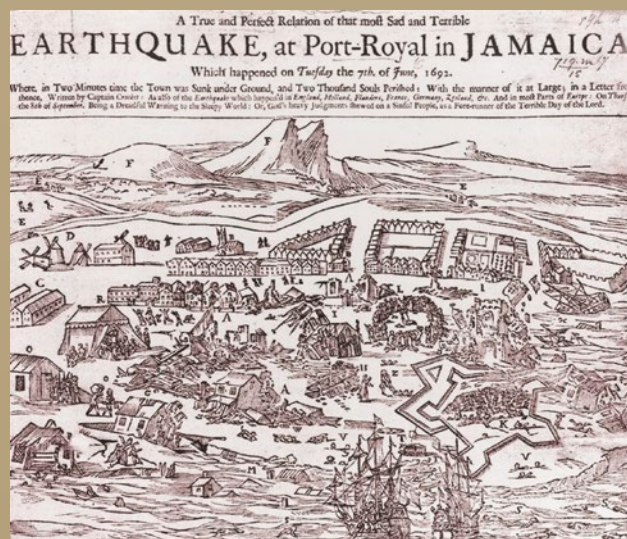 A True and Perfect Relation of that most Sad and Terrible
EARTHQUAKE, at Port-Royal in JAMAICA
Which happened on Tuesday the 7th. of June, 1692.
Where, in Two Minutes time the Town was Sunk under Ground, and Two Thousand Souls Perished: With the manner of it at Large; in a Letter from
thence, Written by Captain Crocket: As also of the Earthquake which happen'd in England, Holland, Flanders, France, Germany, Zealand, &c. And in most Parts of Europe: On Thurs
the 8th of September. Being a Dreadful Warning to the Sleepy World: Or, God's heavy Judgments shewed on a Sinful People, as a Fore-runner of the Terrible Day of the Lord.
F
F
E
E
D
C
R
A
L
I
A
K
V
V
M
T